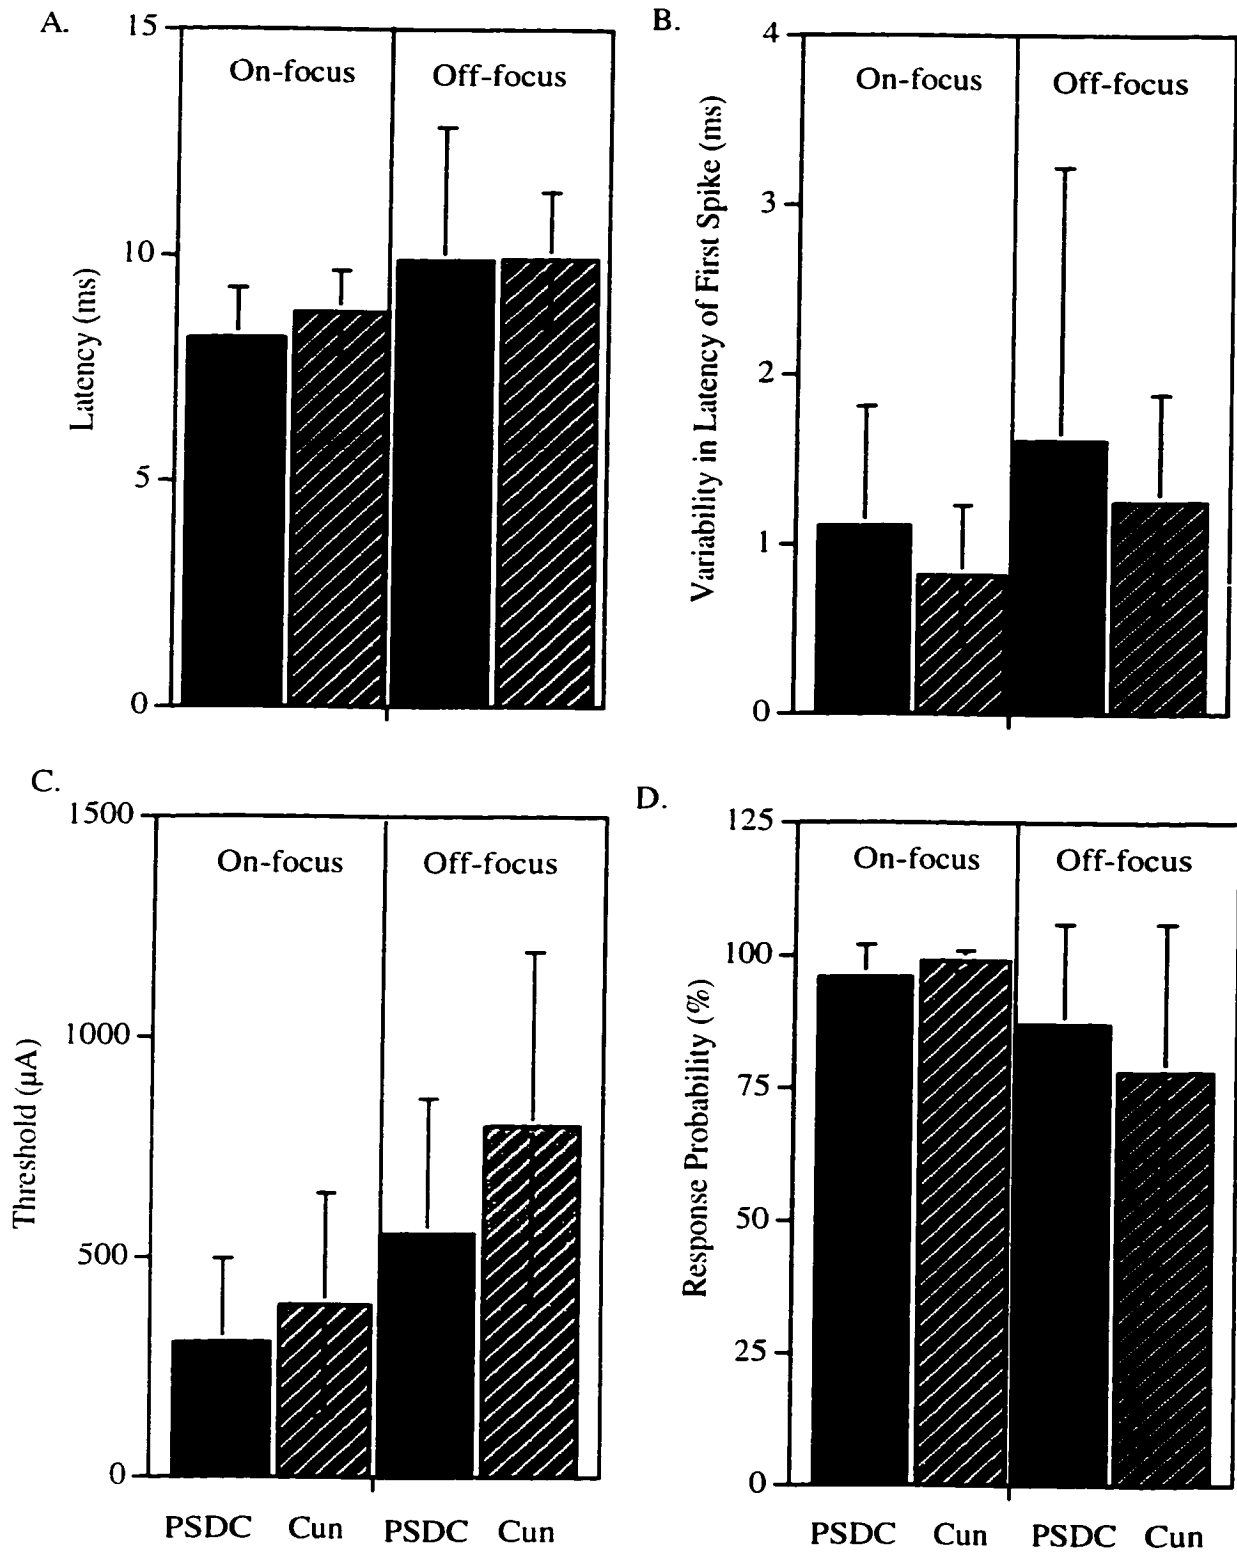 A.
15
10
5
0
Latency (ms)
On-focus
Off-focus
B.
4
3
2
1
0
Variability in Latency of First Spike (ms)
On-focus
Off-focus
C.
1500
1000
500
0
Threshold (µA)
On-focus
Off-focus
PSDC Cun PSDC Cun
D.
125
100
75
50
25
0
Response Probability (%)
On-focus
Off-focus
PSDC Cun PSDC Cun